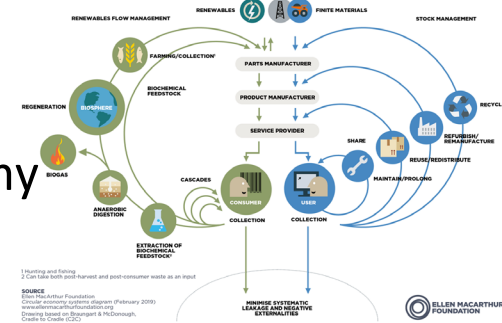 RENEWABLES
FINITE MATERIALS
RENEWABLES FLOW MANAGEMENT
STOCK MANAGEMENT
FARMING/COLLECTION¹
PARTS MANUFACTURER
BIOCHEMICAL
FEEDSTOCK
PRODUCT MANUFACTURER
REGENERATION
BIOSPHERE
RECYCL
SERVICE PROVIDER
REFURBISH/
REMANUFACTURE
SHARE
REUSE/REDISTRIBUTE
ny
BIOGAS
CASCADES
MAINTAIN/PROLONG
ANAEROBIC
DIGESTION
CONSUMER
USER
COLLECTION
COLLECTION
EXTRACTION OF
BIOCHEMICAL
FEEDSTOCK²
1 Hunting and fishing
2 Can take both post-harvest and post-consumer waste as an input
SOURCE
Ellen MacArthur Foundation
Circular economy systems diagram (February 2019)
www.ellenmacarthurfoundation.org
Drawing based on Braungart & McDonough,
Cradle to Cradle (C2C)
MINIMISE SYSTEMATIC
LEAKAGE AND NEGATIVE
EXTERNALITIES
ELLEN MACARTHUR
FOUNDATION